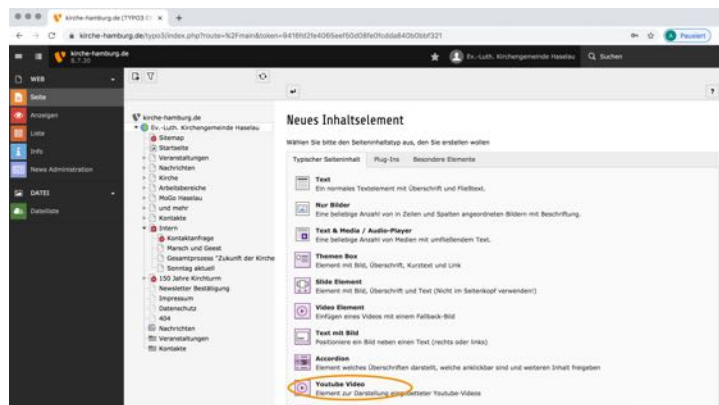 kirche-hamburg.de [TYPO3 C
kirche-hamburg.de/typo3/index.php?route=%2Fmain&token=
Pausiert
kirche-hamburg.de
8.7.30
Ev.-Luth. Kirchengemeinde Haselau
Suchen
WEB
Seite
Anzeigen
Liste
Info
News Administration
DATEI
Dateiliste
kirche-hamburg.de
Ev.-Luth. Kirchengemeinde Haselau
Sitemap
Startseite
Veranstaltungen
Nachrichten
Kirche
Arbeitsbereiche
MoGo Haselau
und mehr
Kontakte
Intern
Kontaktanfrage
Marsch und Geest
Gesamtprozess "Zukunft der Kirche
Sonntag aktuell
150 Jahre Kirchturm
Newsletter Bestätigung
Impressum
Datenschutz
404
Nachrichten
Veranstaltungen
Kontakte
Neues Inhaltselement
Wählen Sie bitte den Seiteninhaltstyp aus, den Sie erstellen wollen
Typischer Seiteninhalt Plug-Ins Besondere Elemente
Text
Ein normales Textelement mit Überschrift und Fließtext.
Nur Bilder
Eine beliebige Anzahl von in Zeilen und Spalten angeordneten Bildern mit Beschriftung.
Text & Media / Audio-Player
Eine beliebige Anzahl von Medien mit umfließendem Text.
Themen Box
Element mit Bild, Überschrift, Kurztext und Link
Slide Element
Element mit Bild, Überschrift und Text (Nicht im Seitenkopf verwenden!)
Video Element
Einfügen eines Videos mit einem Fallback-Bild
Text mit Bild
Positioniere ein Bild neben einen Text (rechts oder links)
Accordion
Element welches Überschriften darstellt, welche anklickbar sind und weiteren Inhalt freigeben
Youtube Video
Element zur Darstellung eingebetteter Youtube-Videos